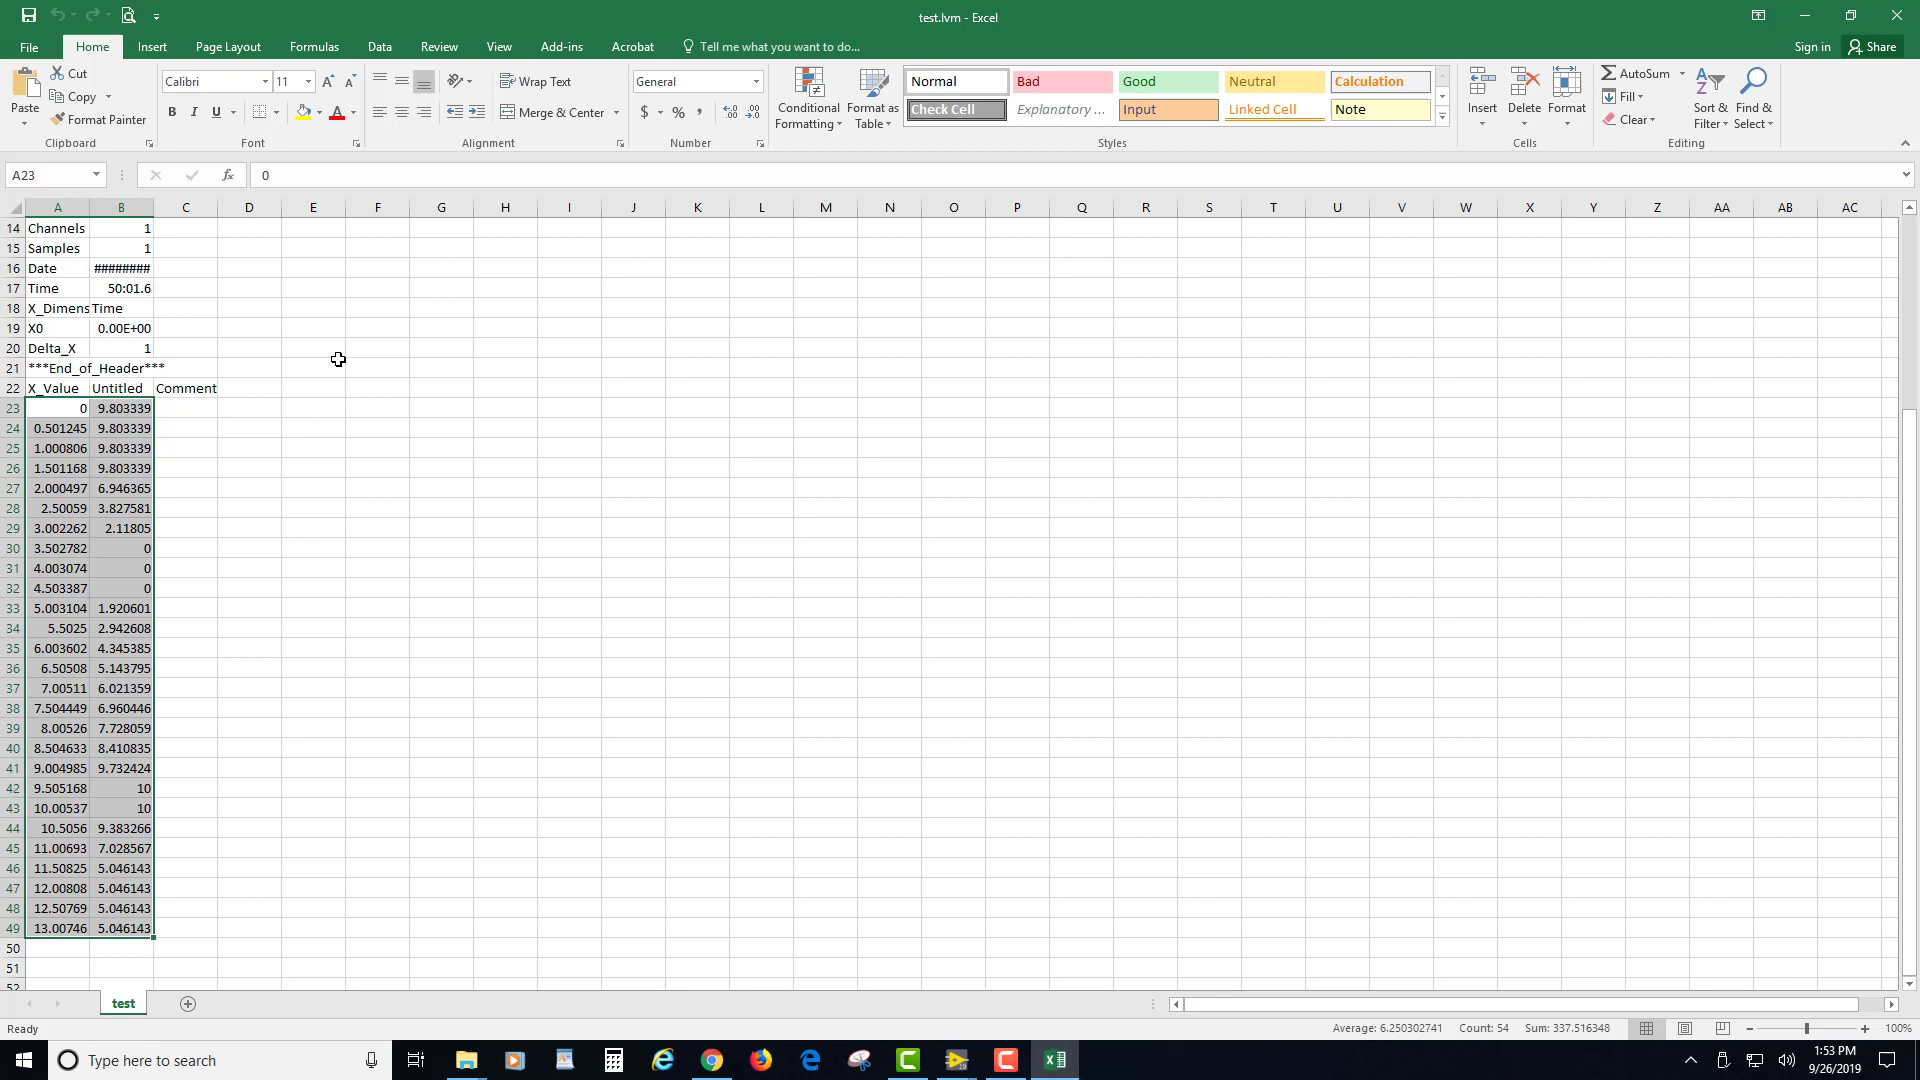 test.lvm - Excel
File Home Insert Page Layout Formulas Data Review View Add-ins Acrobat Tell me what you want to do... Sign in Share
Paste Cut
Copy
Format Painter
Clipboard
Calibri 11 A A
B I U A
Font
Wrap Text
Merge & Center
Alignment
General
$ % ,
Number
Conditional Formatting
Format as Table
Normal Bad Good Neutral Calculation
Check Cell Explanatory ... Input Linked Cell Note
Styles
Insert Delete Format
Cells
AutoSum
Fill
Clear
Sort & Filter
Find & Select
Editing
A23 fx 0
A B C D E F G H I J K L M N O P Q R S T U V W X Y Z AA AB AC
14 Channels 1
15 Samples 1
16 Date ########
17 Time 50:01.6
18 X_Dimens Time
19 X0 0.00E+00
20 Delta_X 1
21 ***End_of_Header***
22 X_Value Untitled Comment
23 0 9.803339
24 0.501245 9.803339
25 1.000806 9.803339
26 1.501168 9.803339
27 2.000497 6.946365
28 2.50059 3.827581
29 3.002262 2.11805
30 3.502782 0
31 4.003074 0
32 4.503387 0
33 5.003104 1.920601
34 5.5025 2.942608
35 6.003602 4.345385
36 6.50508 5.143795
37 7.00511 6.021359
38 7.504449 6.960446
39 8.00526 7.728059
40 8.504633 8.410835
41 9.004985 9.732424
42 9.505168 10
43 10.00537 10
44 10.5056 9.383266
45 11.00693 7.028567
46 11.50825 5.046143
47 12.00808 5.046143
48 12.50769 5.046143
49 13.00746 5.046143
50
51
52
test
Ready Average: 6.250302741 Count: 54 Sum: 337.516348 100%
Type here to search
1:53 PM
9/26/2019